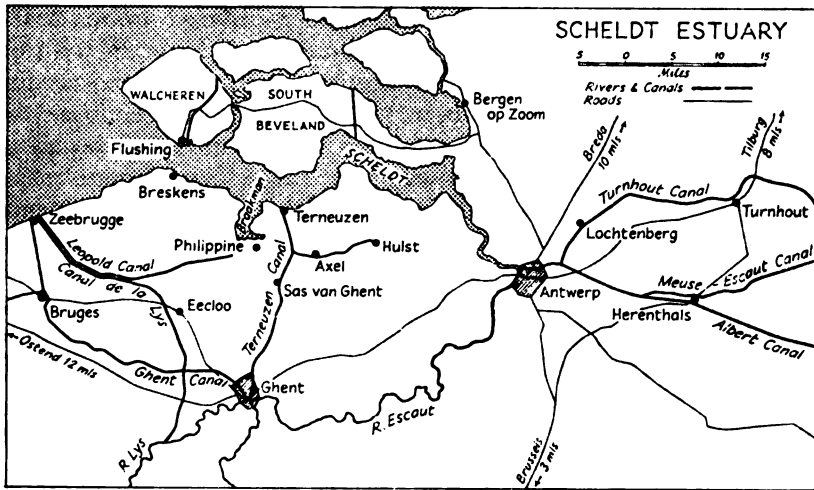 SCHELDT ESTUARY
5 0 5 10 15
MILES
Rivers & Canals
Roads
WALCHEREN
SOUTH
BEVELAND
Bergen
op Zoom
Flushing
SCHELDT
Breda
10 mls
Tilburg
8 mls
Breskens
Braakman
Turnhout Canal
Zeebrugge
Terneuzen
Turnhout
Lochtenberg
Leopold Canal
Philippine
Hulst
Axel
Canal de la Lys
Terneuzen Canal
Sas van Ghent
Meuse - Escaut Canal
Antwerp
Herenthals
Bruges
Eecloo
Albert Canal
Ostend 12 mls
Ghent Canal
Ghent
R. Escaut
R Lys
Brussels
3 mls